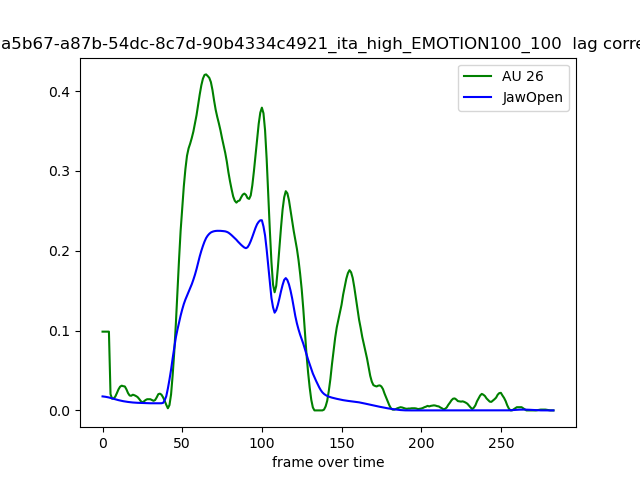 a5b67-a87b-54dc-8c7d-90b4334c4921_ita_high_EMOTION100_100 lag corre
AU 26
JawOpen
0.4
0.3
0.2
0.1
0.0
0 50 100 150 200 250
frame over time